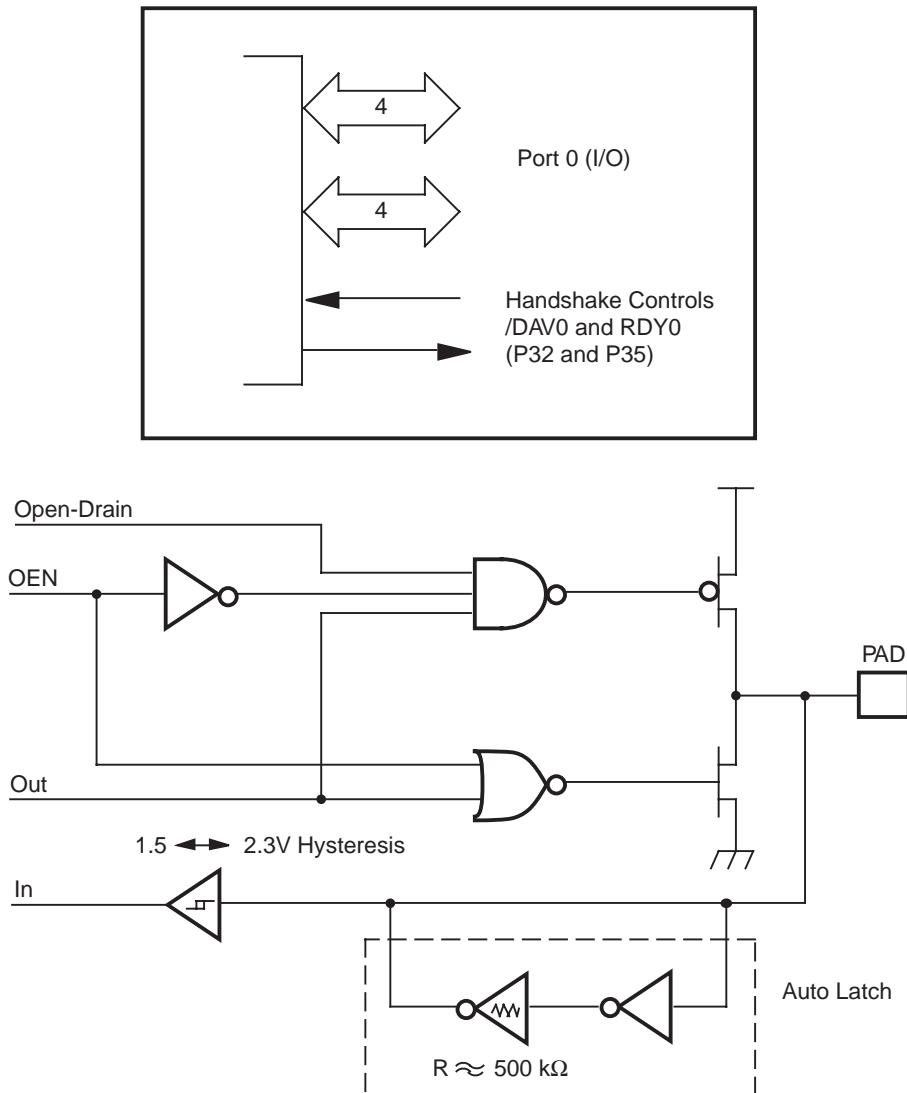 4
Port 0 (I/O)
4
Handshake Controls
/DAV0 and RDY0
(P32 and P35)
Open-Drain
OEN
PAD
Out
1.5 2.3V Hysteresis
In
Auto Latch
R ≈ 500 kΩ